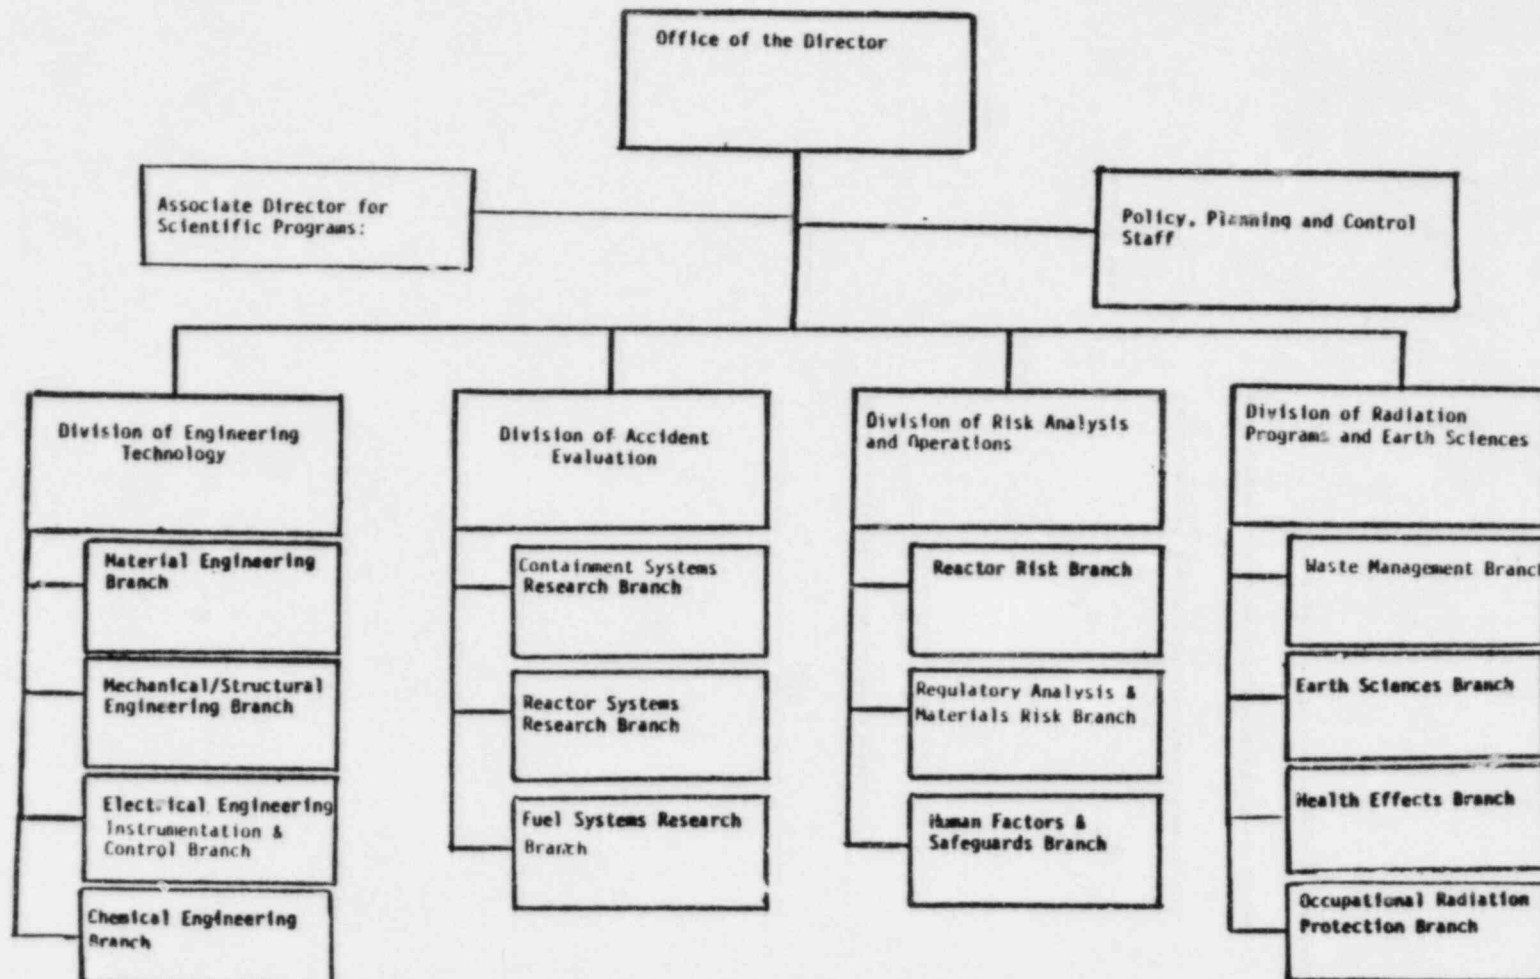 Office of the Director
Associate Director for
Scientific Programs:
Policy, Planning and Control
Staff
Division of Engineering
Technology
Material Engineering
Branch
Mechanical/Structural
Engineering Branch
Electrical Engineering
Instrumentation &
Control Branch
Chemical Engineering
Branch
Division of Accident
Evaluation
Containment Systems
Research Branch
Reactor Systems
Research Branch
Fuel Systems Research
Branch
Division of Risk Analysis
and Operations
Reactor Risk Branch
Regulatory Analysis &
Materials Risk Branch
Human Factors &
Safeguards Branch
Division of Radiation
Programs and Earth Sciences
Waste Management Branch
Earth Sciences Branch
Health Effects Branch
Occupational Radiation
Protection Branch